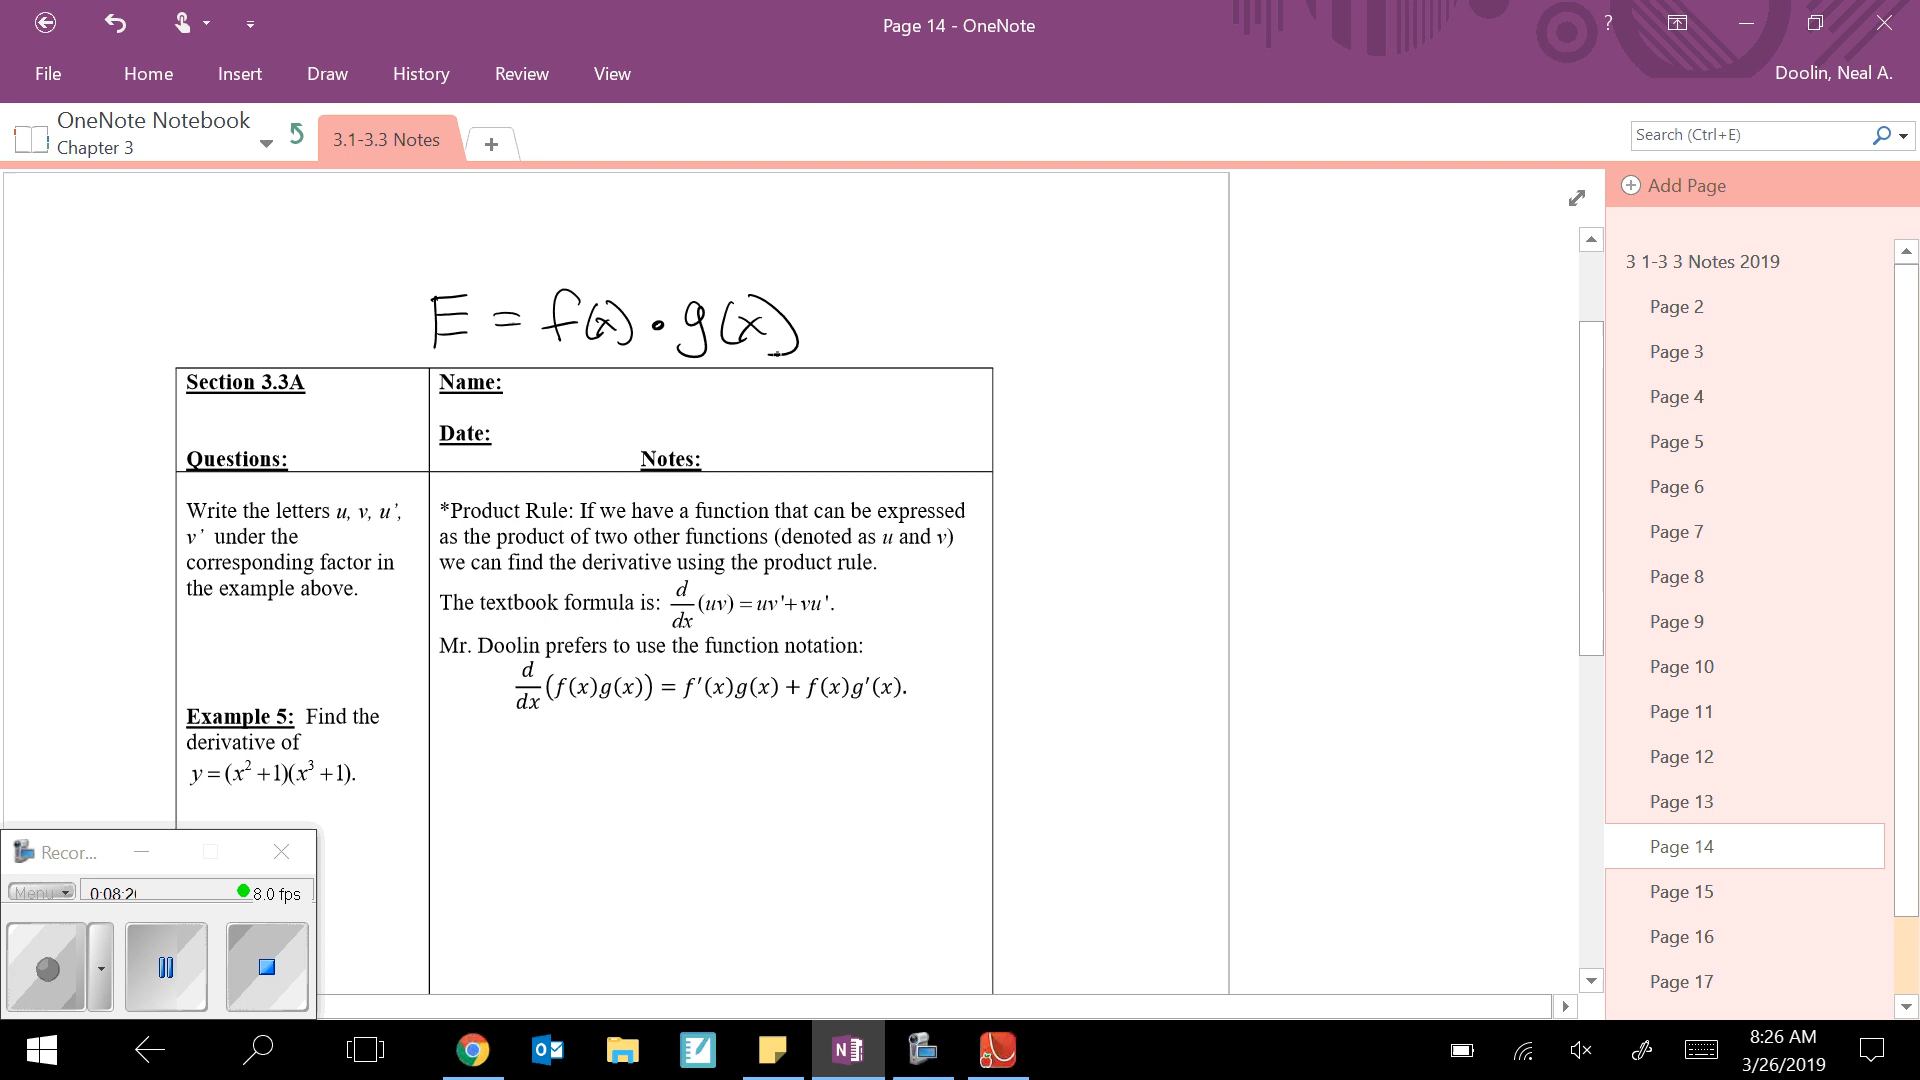 Page 14 - OneNote
?
File Home Insert Draw History Review View
Doolin, Neal A.
OneNote Notebook
Chapter 3
3.1-3.3 Notes
Search (Ctrl+E)
Add Page
3 1-3 3 Notes 2019
Page 2
Page 3
Page 4
Page 5
Page 6
Page 7
Page 8
Page 9
Page 10
Page 11
Page 12
Page 13
Page 14
Page 15
Page 16
Page 17
E = f(x) • g(x)
Section 3.3A
Questions:
Name:
Date:
Notes:
Write the letters u, v, u’,
v’ under the
corresponding factor in
the example above.
Example 5: Find the
derivative of
y = (x² + 1)(x³ + 1).
*Product Rule: If we have a function that can be expressed
as the product of two other functions (denoted as u and v)
we can find the derivative using the product rule.
The textbook formula is: d/dx (uv) = uv'+ vu'.
Mr. Doolin prefers to use the function notation:
d/dx (f(x)g(x)) = f′(x)g(x) + f(x)g′(x).
Recor...
Menu
8.0 fps
8:26 AM
3/26/2019